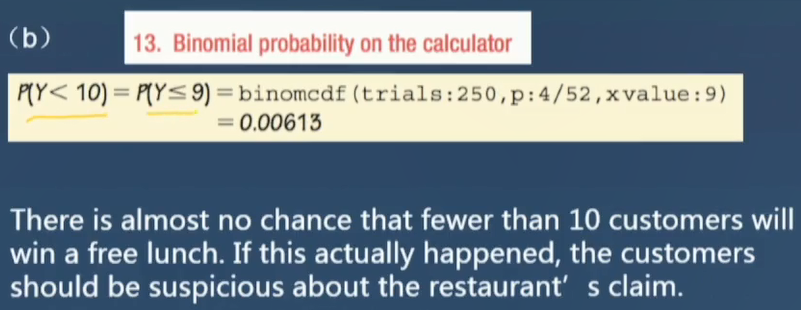 (b)
13. Binomial probability on the calculator
P(Y< 10) = P(Y≤ 9) = binomcdf(trials:250,p:4/52,xvalue:9)
= 0.00613
There is almost no chance that fewer than 10 customers will
win a free lunch. If this actually happened, the customers
should be suspicious about the restaurant’ s claim.